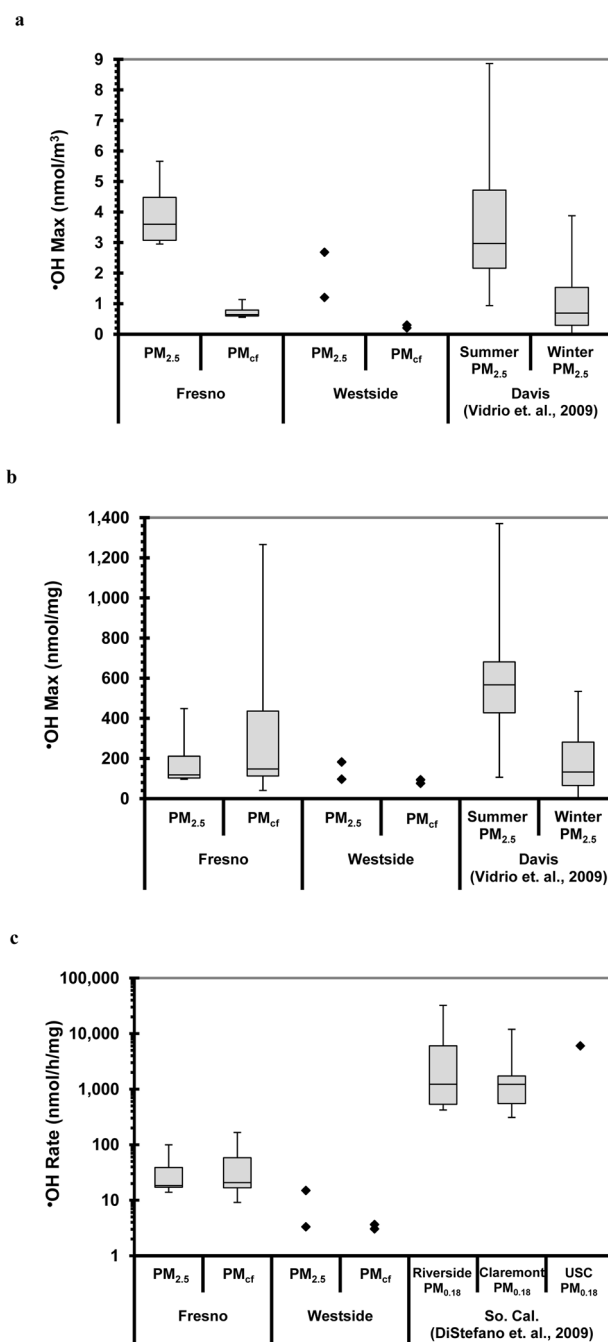 a
9
8
7
6
5
4
3
2
1
0
•OH Max (nmol/m³)
PM2.5 PMcf PM2.5 PMcf Summer PM2.5 Winter PM2.5
Fresno Westside Davis
(Vidrio et. al., 2009)
b
1,400
1,200
1,000
800
600
400
200
0
•OH Max (nmol/mg)
PM2.5 PMcf PM2.5 PMcf Summer PM2.5 Winter PM2.5
Fresno Westside Davis
(Vidrio et. al., 2009)
c
100,000
10,000
1,000
100
10
1
•OH Rate (nmol/h/mg)
PM2.5 PMcf PM2.5 PMcf Riverside PM0.18 Claremont PM0.18 USC PM0.18
Fresno Westside So. Cal.
(DiStefano et. al., 2009)